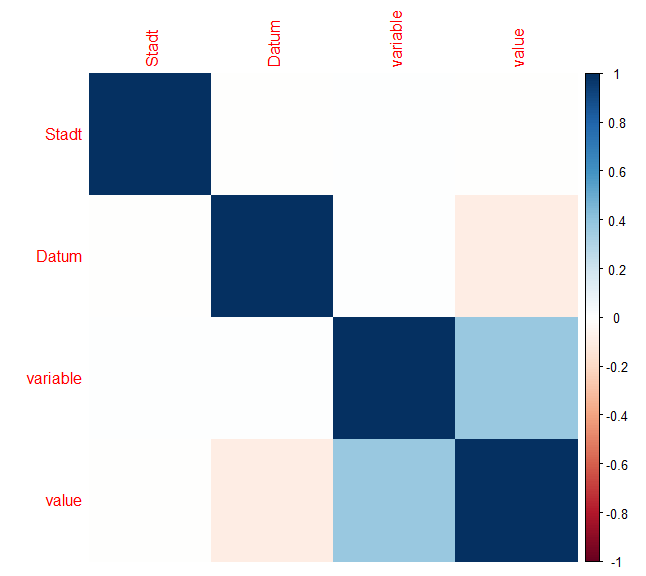 Stadt
Datum
variable
value
Stadt
Datum
variable
value
1
0.8
0.6
0.4
0.2
0
-0.2
-0.4
-0.6
-0.8
-1